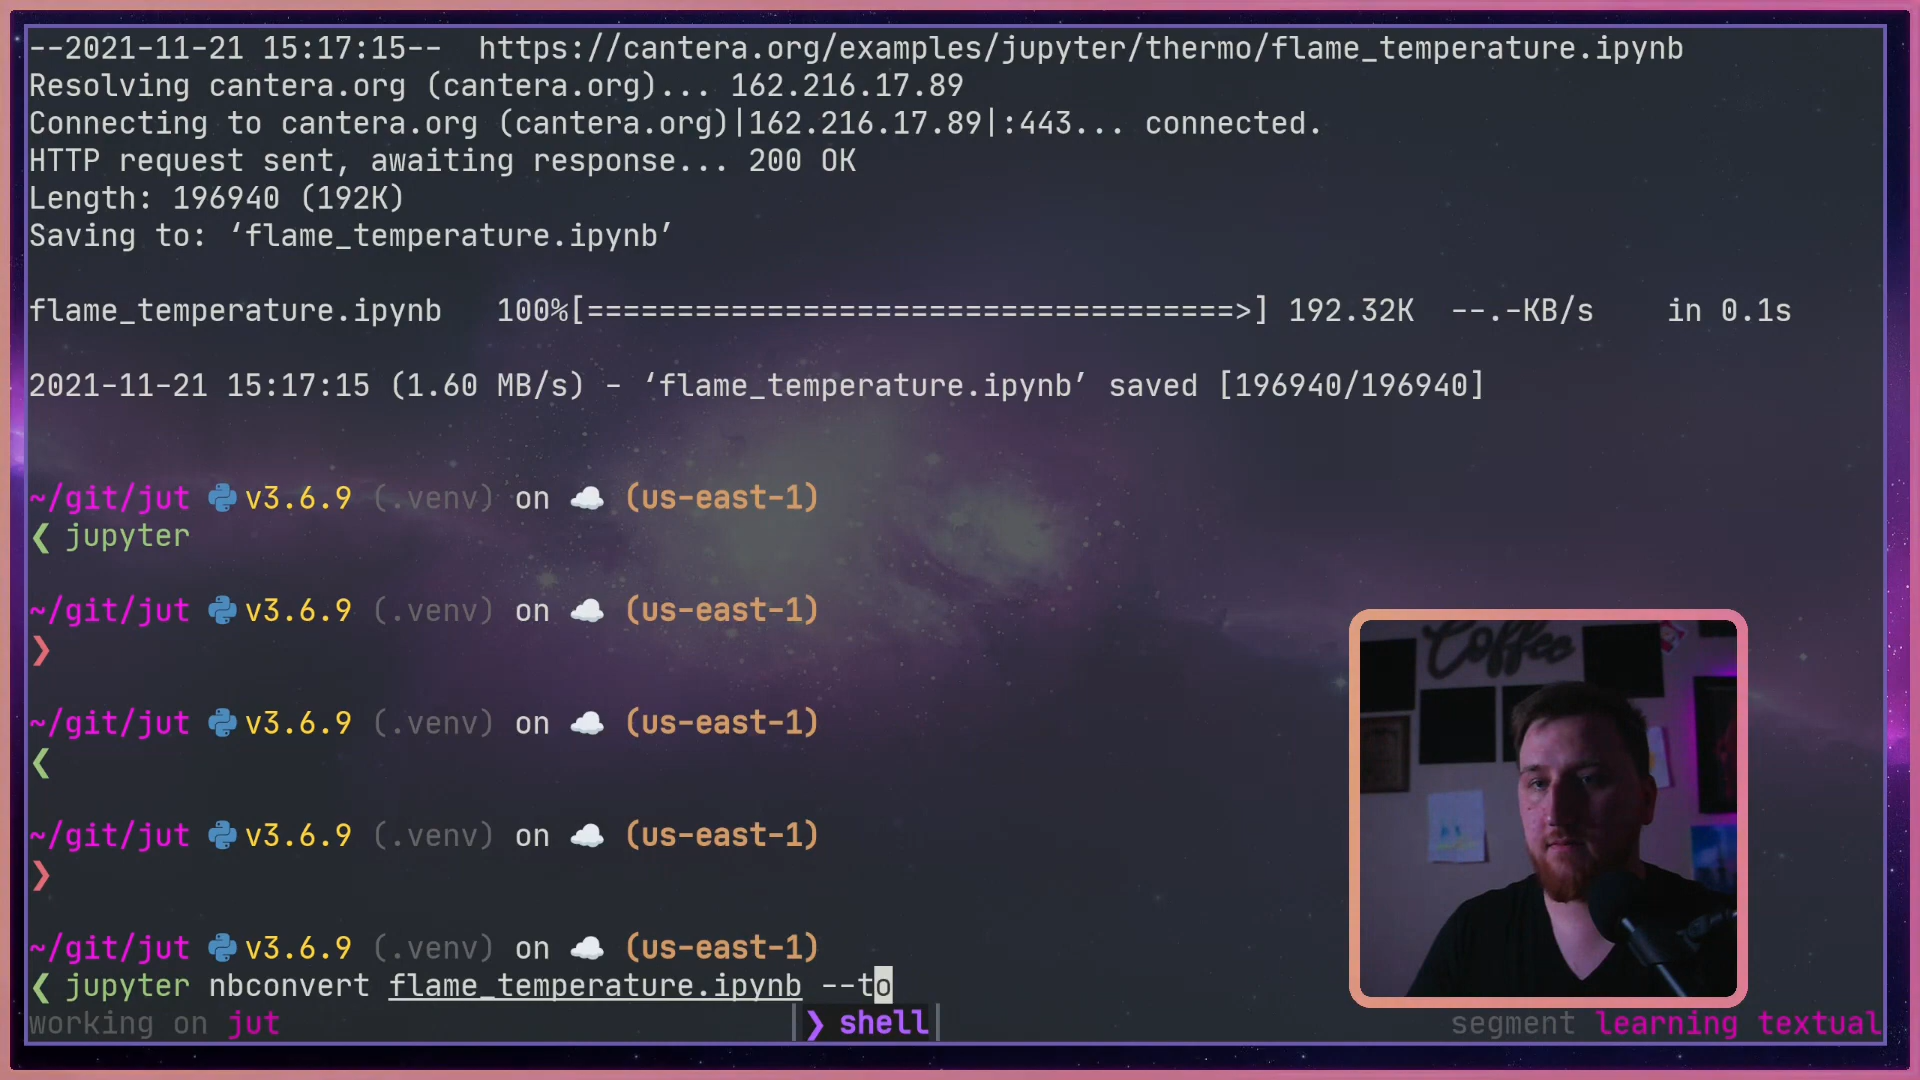 --2021-11-21 15:17:15--  https://cantera.org/examples/jupyter/thermo/flame_temperature.ipynb
Resolving cantera.org (cantera.org)... 162.216.17.89
Connecting to cantera.org (cantera.org)|162.216.17.89|:443... connected.
HTTP request sent, awaiting response... 200 OK
Length: 196940 (192K)
Saving to: ‘flame_temperature.ipynb’
flame_temperature.ipynb   100%[====================================>] 192.32K  --.-KB/s    in 0.1s
2021-11-21 15:17:15 (1.60 MB/s) - ‘flame_temperature.ipynb’ saved [196940/196940]
~/git/jut v3.6.9 (.venv) on (us-east-1)
❮ jupyter
~/git/jut v3.6.9 (.venv) on (us-east-1)
❯
~/git/jut v3.6.9 (.venv) on (us-east-1)
❮
~/git/jut v3.6.9 (.venv) on (us-east-1)
❯
~/git/jut v3.6.9 (.venv) on (us-east-1)
❮ jupyter nbconvert flame_temperature.ipynb --to
working on jut | ❯ shell | segment learning textual
Coffee